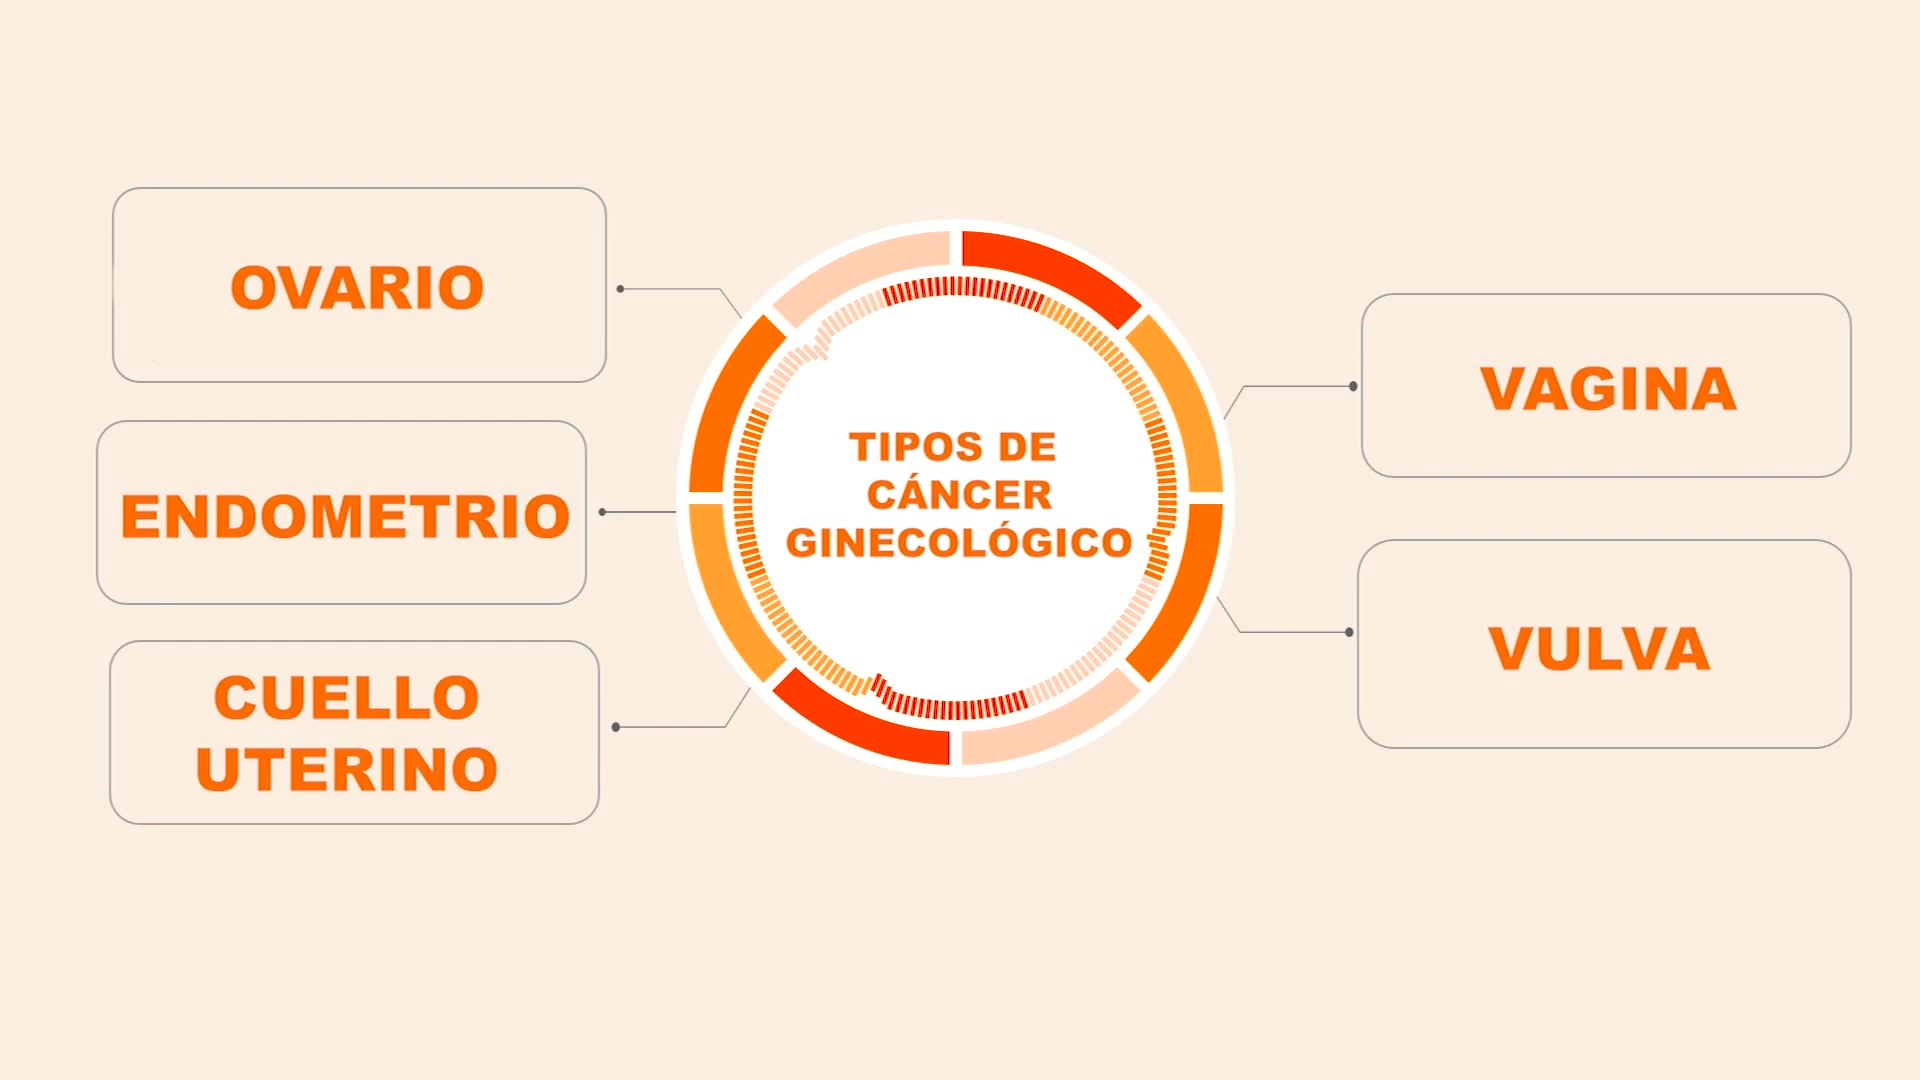 OVARIO
ENDOMETRIO
CUELLO
UTERINO
TIPOS DE
CÁNCER
GINECOLÓGICO
VAGINA
VULVA